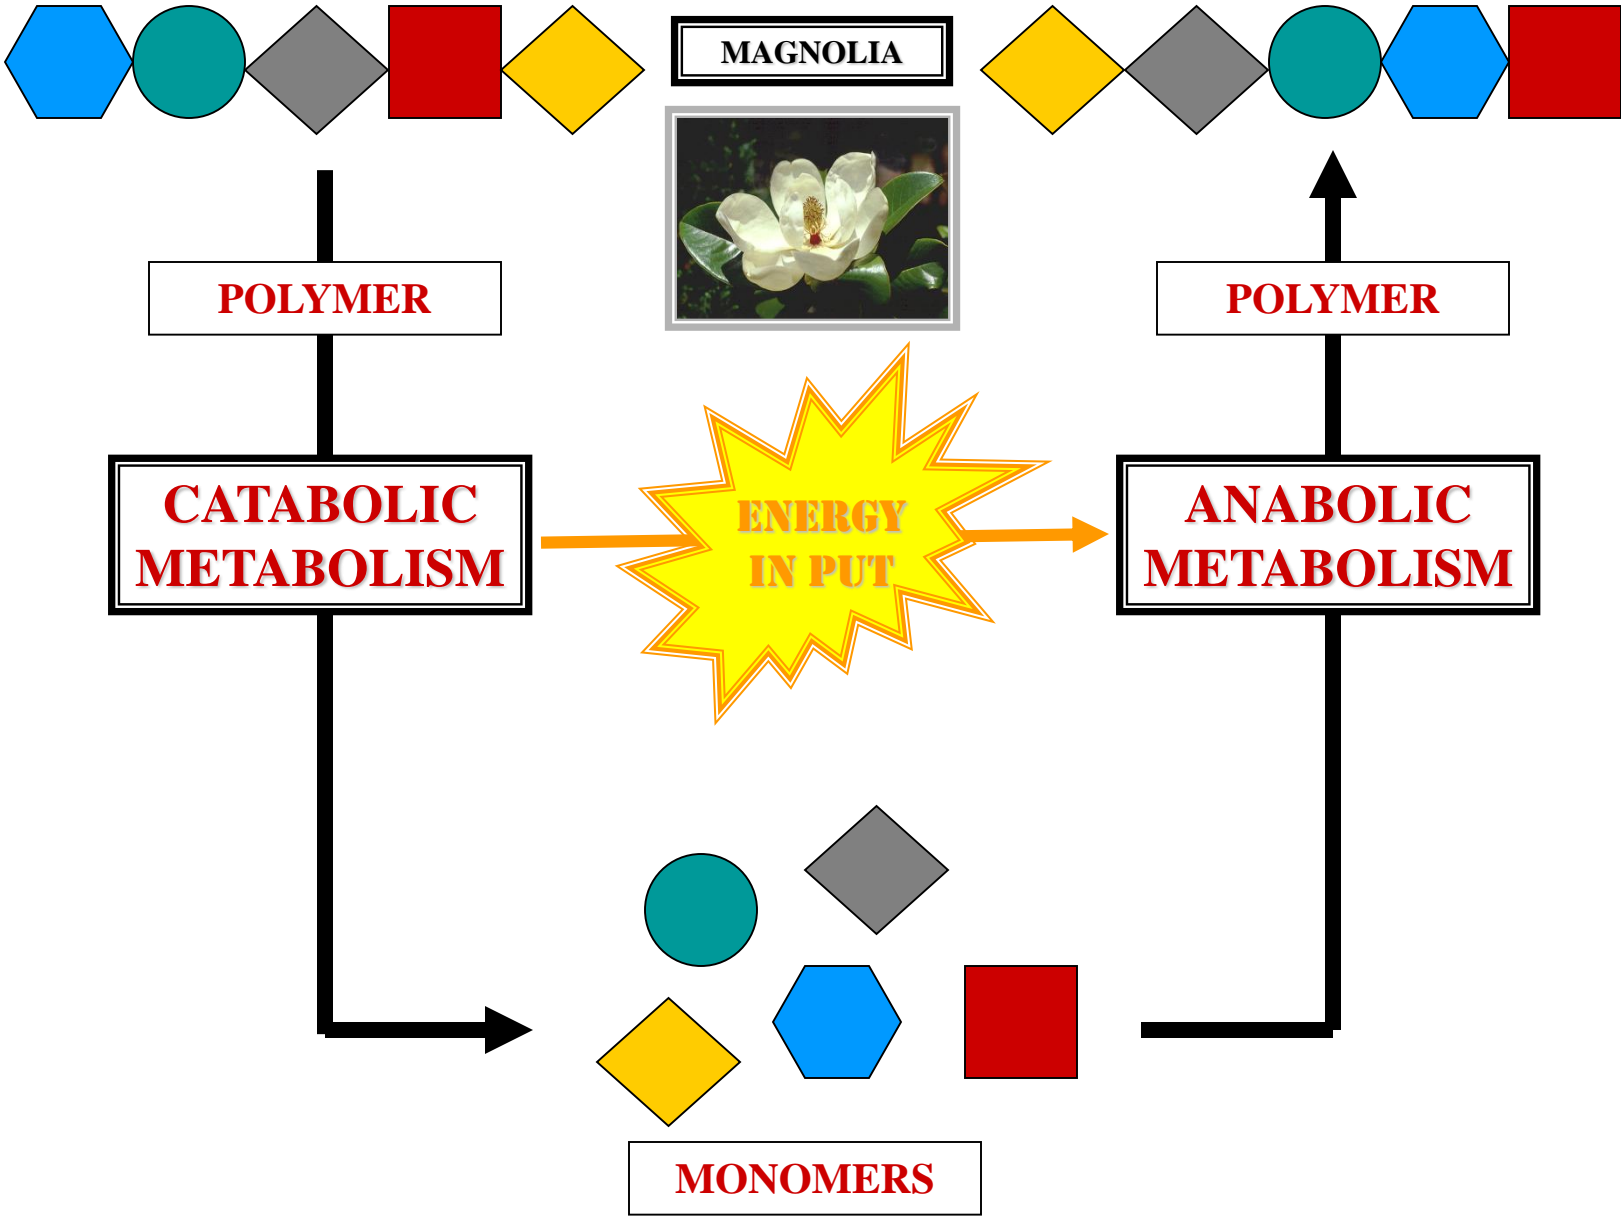 MAGNOLIA
POLYMER
POLYMER
CATABOLIC
METABOLISM
ENERGY
IN PUT
ANABOLIC
METABOLISM
MONOMERS